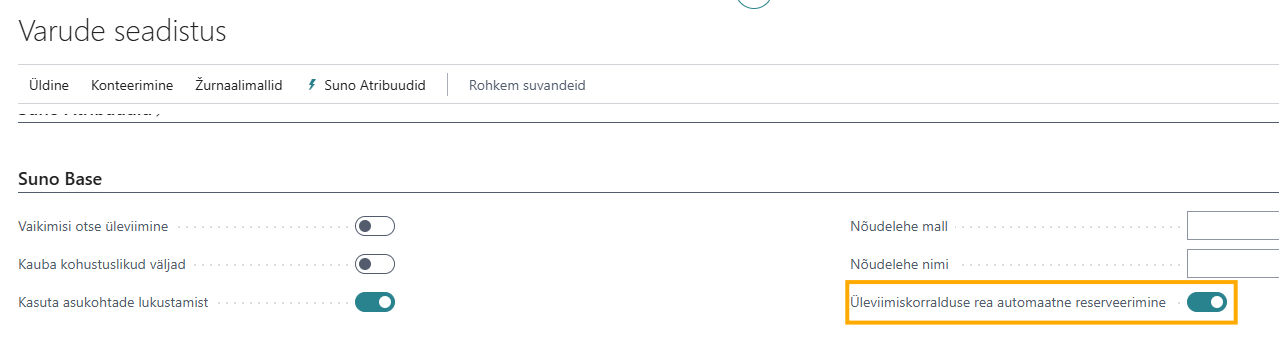 Varude seadistus
Üldine Konteerimine Žurnaalimallid Suno Atribuudid Rohkem suvandeid
Suno Base
Vaikimisi otse üleviimine Nõudelehe mall
Kauba kohustuslikud väljad Nõudelehe nimi
Kasuta asukohtade lukustamist Üleviimiskorralduse rea automaatne reserveerimine